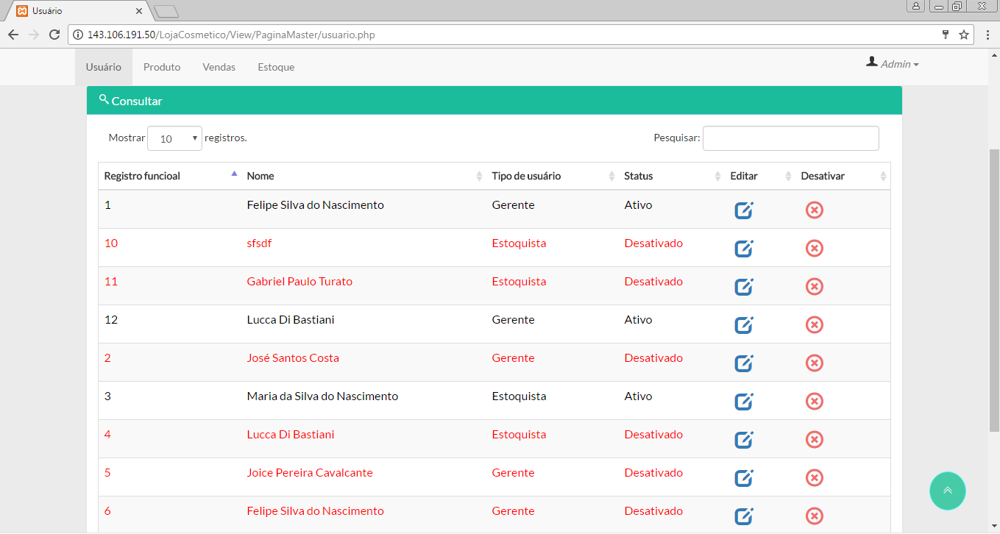 Usuário
143.106.191.50/LojaCosmetico/View/PaginaMaster/usuario.php
Usuário Produto Vendas Estoque Admin
Consultar
Mostrar 10 registros. Pesquisar:
Registro funcioal Nome Tipo de usuário Status Editar Desativar
1 Felipe Silva do Nascimento Gerente Ativo
10 sfsdf Estoquista Desativado
11 Gabriel Paulo Turato Estoquista Desativado
12 Lucca Di Bastiani Gerente Ativo
2 José Santos Costa Gerente Desativado
3 Maria da Silva do Nascimento Estoquista Ativo
4 Lucca Di Bastiani Estoquista Desativado
5 Joice Pereira Cavalcante Gerente Desativado
6 Felipe Silva do Nascimento Gerente Desativado